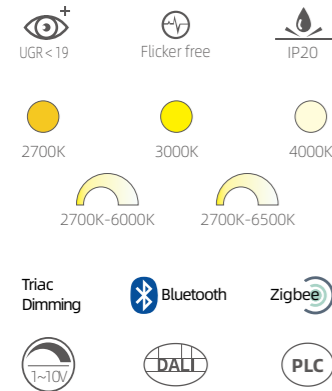 UGR<19
Flicker free
IP20
2700K
3000K
4000K
2700K-6000K
2700K-6500K
Triac
Dimming
Bluetooth
Zigbee
1~10V
DALI
PLC